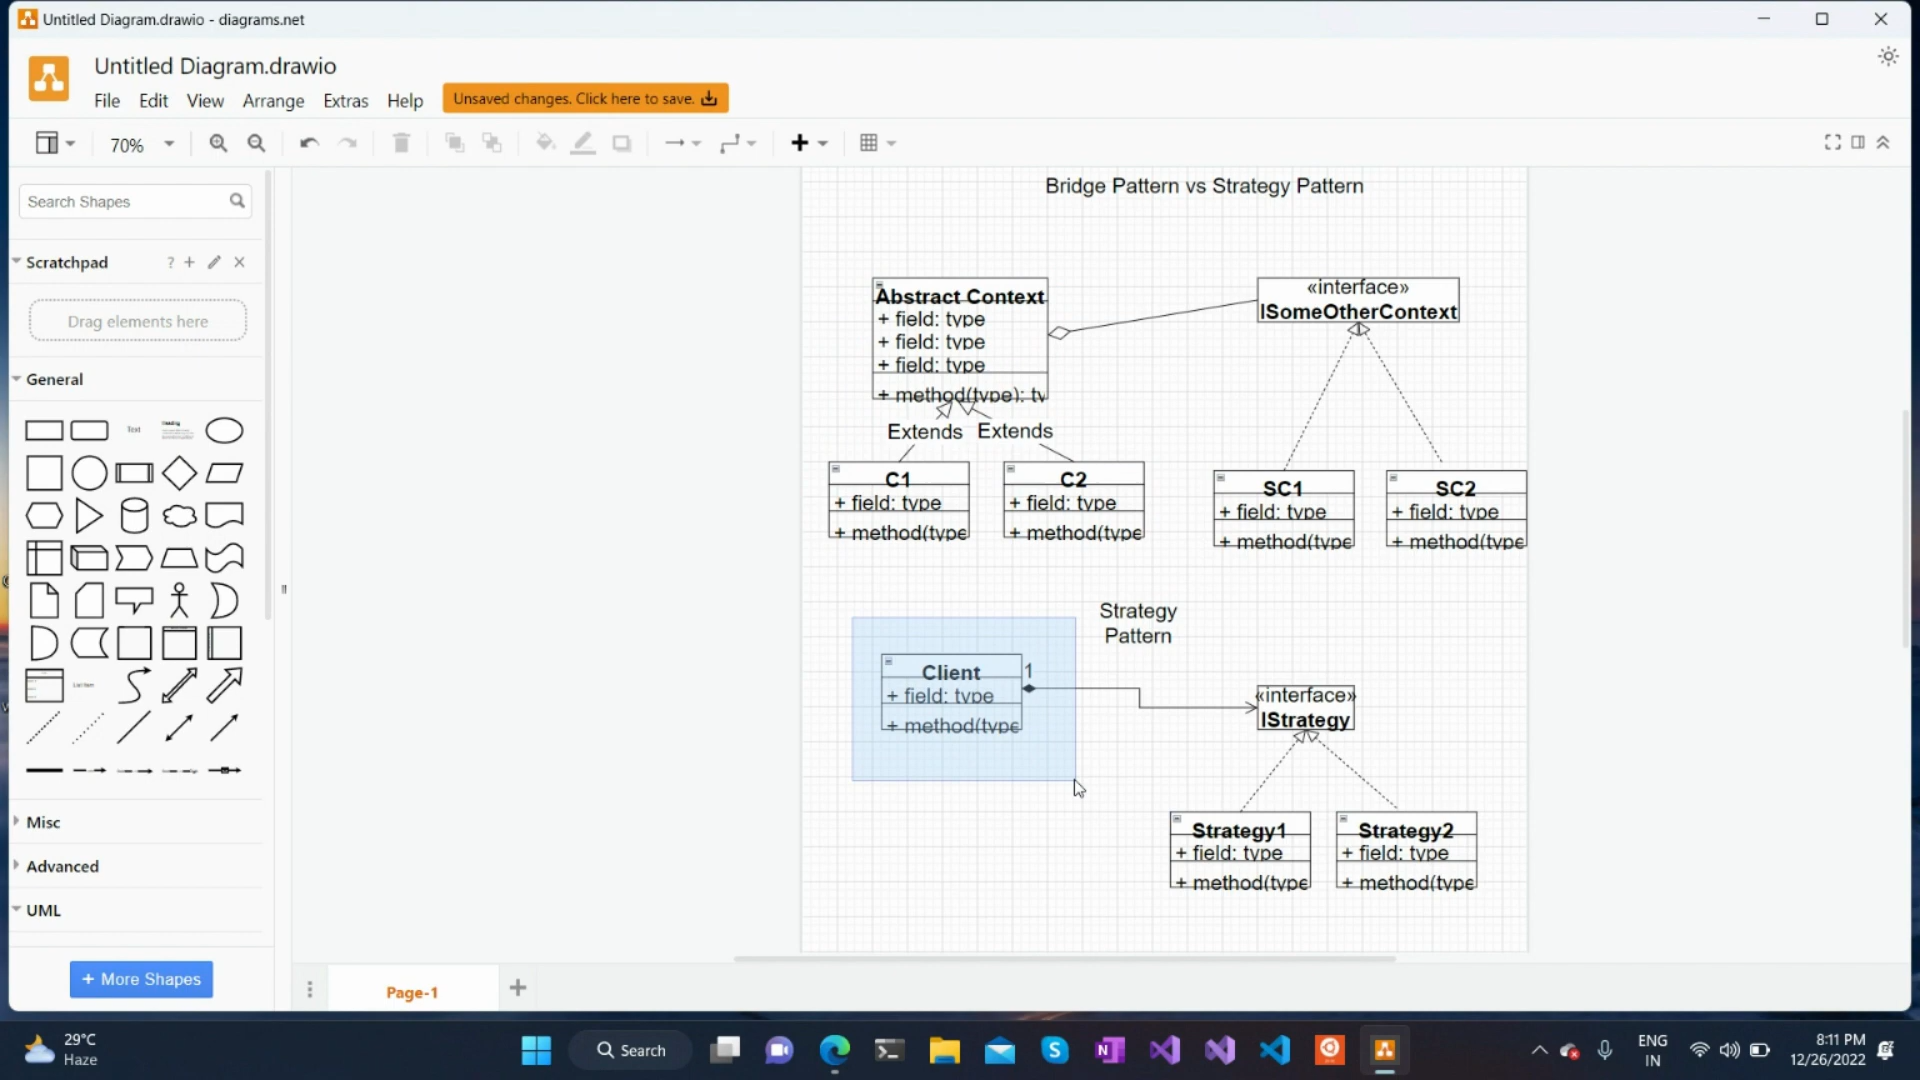 Untitled Diagram.drawio - diagrams.net
Untitled Diagram.drawio
File Edit View Arrange Extras Help
Unsaved changes. Click here to save.
70%
Search Shapes
Scratchpad
?
Drag elements here
General
Text
Heading
List Item
Misc
Advanced
UML
+ More Shapes
Bridge Pattern vs Strategy Pattern
Abstract Context
+ field: type
+ field: type
+ field: type
+ method(type): ty
«interface»
ISomeOtherContext
Extends Extends
C1
+ field: type
+ method(type
C2
+ field: type
+ method(type
SC1
+ field: type
+ method(type
SC2
+ field: type
+ method(type
Strategy
Pattern
Client
+ field: type
+ method(type
1
«interface»
IStrategy
Strategy1
+ field: type
+ method(type
Strategy2
+ field: type
+ method(type
Page-1
29°C
Haze
Search
ENG
IN
8:11 PM
12/26/2022